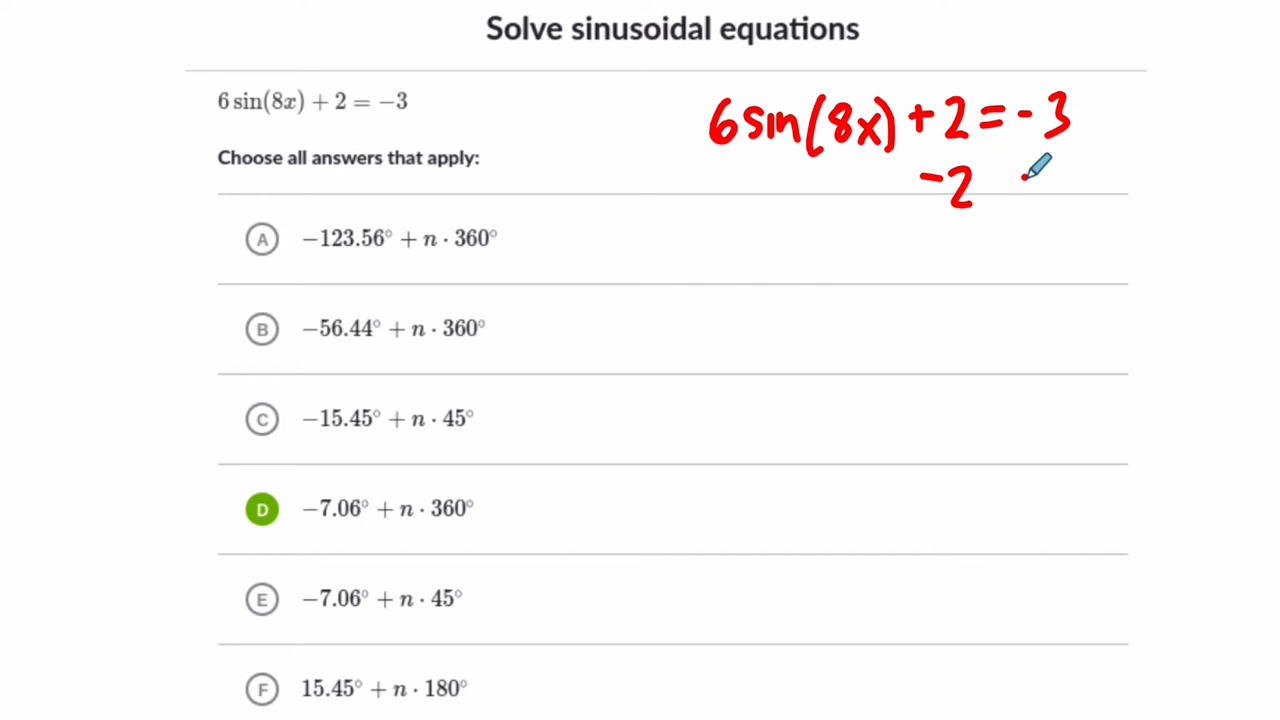 Solve sinusoidal equations
6 sin(8x) + 2 = −3
6sin(8x) + 2 = -3
-2
Choose all answers that apply:
A −123.56° + n · 360°
B −56.44° + n · 360°
C −15.45° + n · 45°
D −7.06° + n · 360°
E −7.06° + n · 45°
F 15.45° + n · 180°